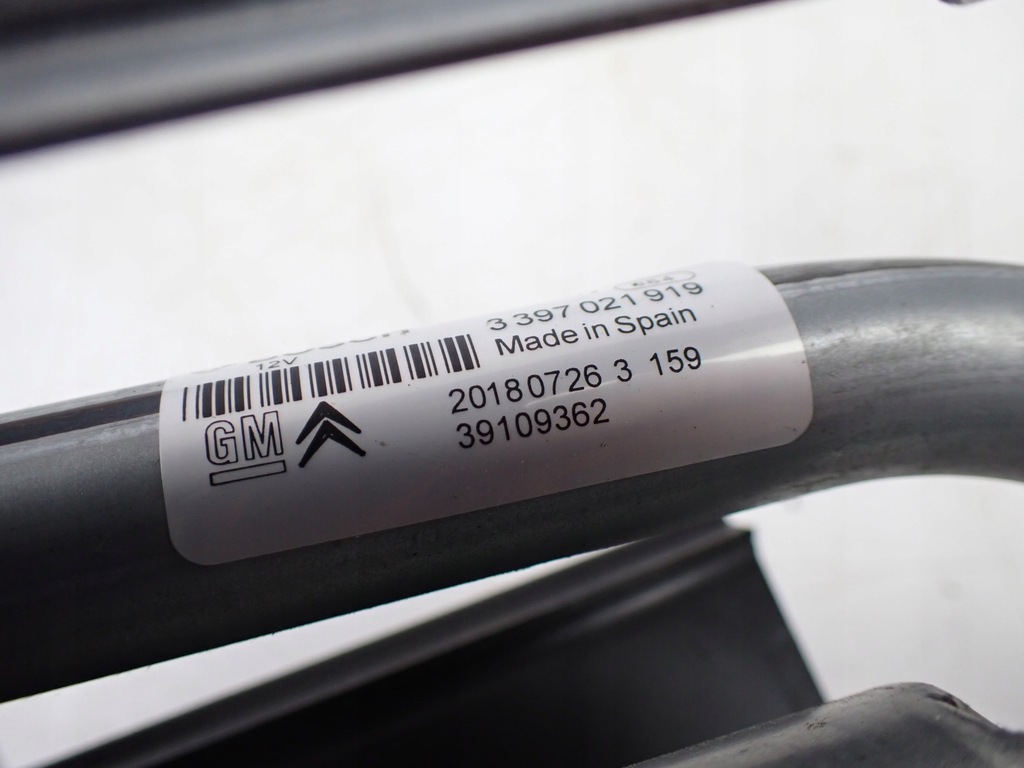 3 397 021 919
Made in Spain
12V
20180726 3 159
39109362
GM